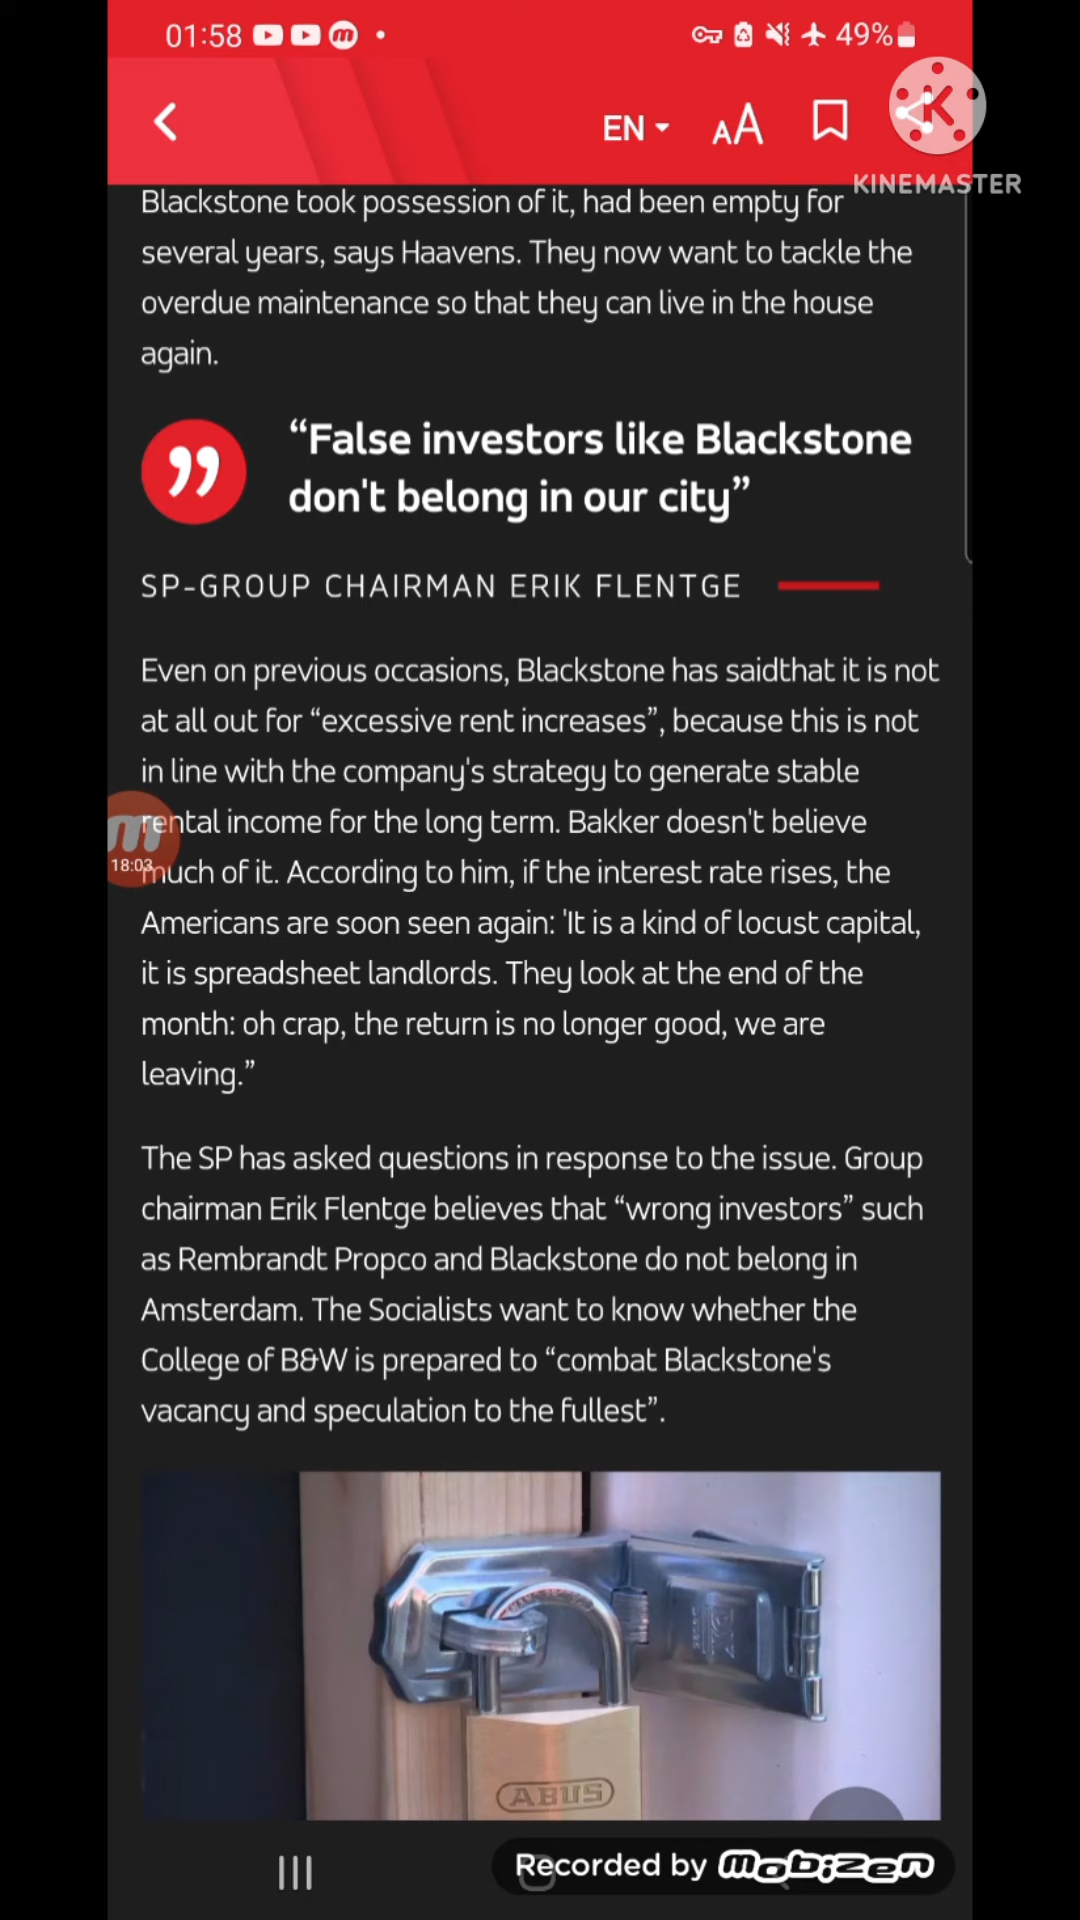 01:58
49%
EN
AA
KINEMASTER
Blackstone took possession of it, had been empty for
several years, says Haavens. They now want to tackle the
overdue maintenance so that they can live in the house
again.
“False investors like Blackstone
don't belong in our city”
SP-GROUP CHAIRMAN ERIK FLENTGE
Even on previous occasions, Blackstone has saidthat it is not
at all out for “excessive rent increases”, because this is not
in line with the company's strategy to generate stable
rental income for the long term. Bakker doesn't believe
18:03
much of it. According to him, if the interest rate rises, the
Americans are soon seen again: 'It is a kind of locust capital,
it is spreadsheet landlords. They look at the end of the
month: oh crap, the return is no longer good, we are
leaving.”
The SP has asked questions in response to the issue. Group
chairman Erik Flentge believes that “wrong investors” such
as Rembrandt Propco and Blackstone do not belong in
Amsterdam. The Socialists want to know whether the
College of B&W is prepared to “combat Blackstone's
vacancy and speculation to the fullest”.
ABUS
Recorded by mobizen